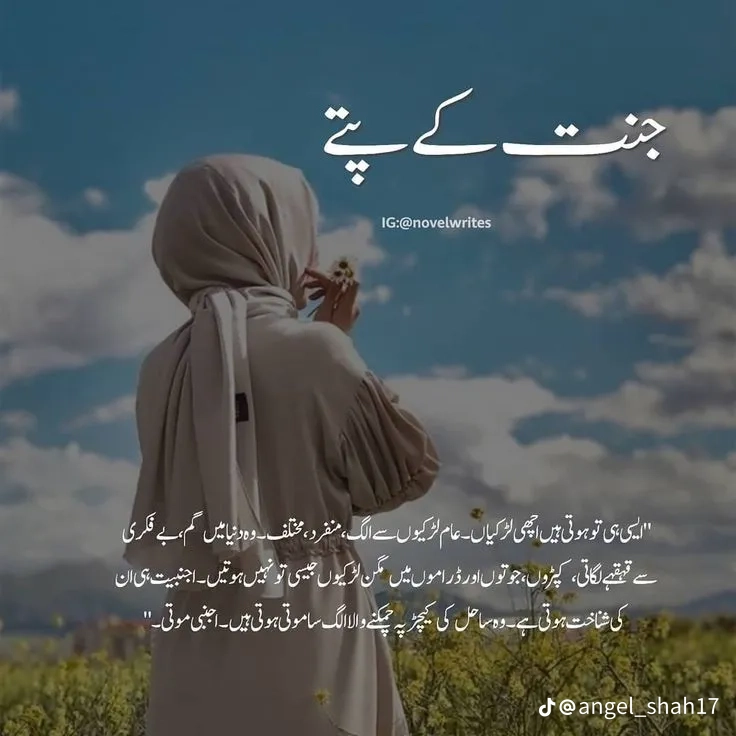 جنت کے پتے
IG:@novelwrites
"ایسی ہی تو ہوتی ہیں اچھی لڑکیاں۔ عام لڑکیوں سے الگ، منفرد، مختلف۔ وہ دنیا میں گم، بے فکری
سے قہقہے لگاتی، کپڑوں، جوتوں اور ڈراموں میں مگن لڑکیوں جیسی تو نہیں ہوتیں۔ اجنبیت ہی ان
کی شناخت ہوتی ہے۔ وہ ساحل کی کیچڑ پہ چمکنے والا الگ سا موتی ہوتی ہیں۔ اجنبی موتی۔"
@angel_shah17